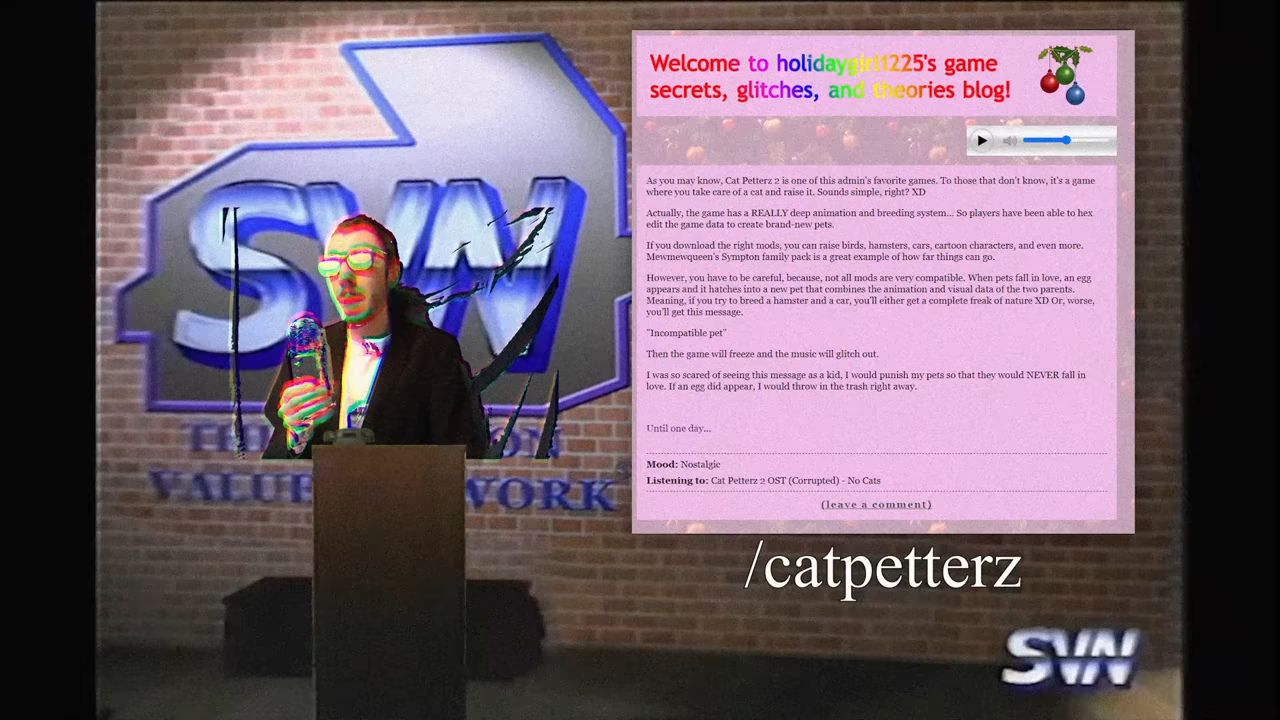 SVN
Welcome to holidaygirl1225's game
secrets, glitches, and theories blog!
As you may know, Cat Petterz 2 is one of this admin's favorite games. To those that don't know, it's a game
where you take care of a cat and raise it. Sounds simple, right? XD
Actually, the game has a REALLY deep animation and breeding system... So players have been able to hex
edit the game data to create brand-new pets.
If you download the right mods, you can raise birds, hamsters, cars, cartoon characters, and even more.
Mewmewqueen's Sympton family pack is a great example of how far things can go.
However, you have to be careful, because, not all mods are very compatible. When pets fall in love, an egg
appears and it hatches into a new pet that combines the animation and visual data of the two parents.
Meaning, if you try to breed a hamster and a car, you'll either get a complete freak of nature XD Or, worse,
you'll get this message.
"Incompatible pet"
Then the game will freeze and the music will glitch out.
I was so scared of seeing this message as a kid, I would punish my pets so that they would NEVER fall in
love. If an egg did appear, I would throw in the trash right away.
Until one day...
Mood: Nostalgic
Listening to: Cat Petterz 2 OST (Corrupted) - No Cats
(leave a comment)
/catpetterz
SVN